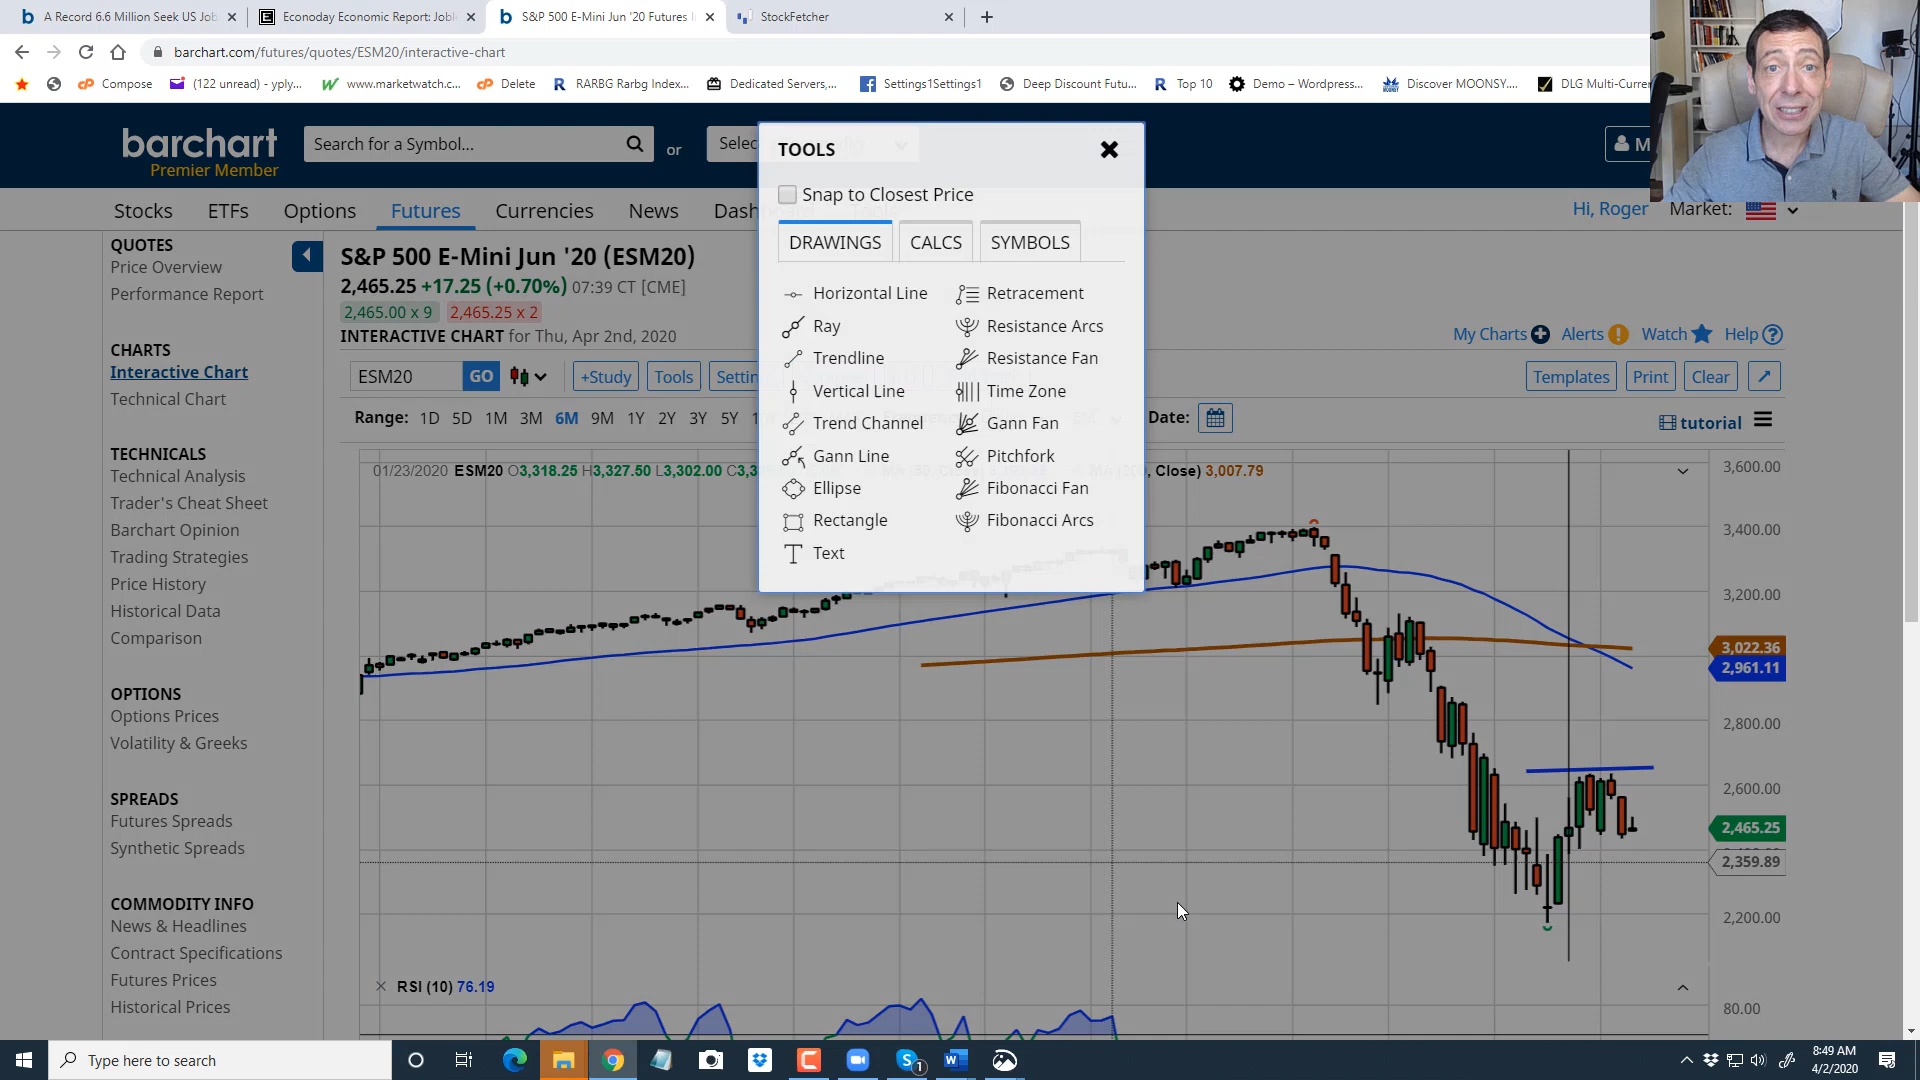 A Record 6.6 Million Seek US Job
Econoday Economic Report: Jobl
S&P 500 E-Mini Jun '20 Futures I
StockFetcher
barchart.com/futures/quotes/ESM20/interactive-chart
Compose
(122 unread) - yply...
www.marketwatch.c...
Delete
RARBG Rarbg Index...
Dedicated Servers,...
Settings1Settings1
Deep Discount Futu...
Top 10
Demo – Wordpress...
Discover MOONSY....
DLG Multi-Curre
barchart
Premier Member
Search for a Symbol...
or
Selec
M
Stocks
ETFs
Options
Futures
Currencies
News
Dashboard
Tools
Hi, Roger
Market:
TOOLS
Snap to Closest Price
DRAWINGS
CALCS
SYMBOLS
Horizontal Line
Ray
Trendline
Vertical Line
Trend Channel
Gann Line
Ellipse
Rectangle
Text
Retracement
Resistance Arcs
Resistance Fan
Time Zone
Gann Fan
Pitchfork
Fibonacci Fan
Fibonacci Arcs
QUOTES
Price Overview
Performance Report
CHARTS
Interactive Chart
Technical Chart
TECHNICALS
Technical Analysis
Trader's Cheat Sheet
Barchart Opinion
Trading Strategies
Price History
Historical Data
Comparison
OPTIONS
Options Prices
Volatility & Greeks
SPREADS
Futures Spreads
Synthetic Spreads
COMMODITY INFO
News & Headlines
Contract Specifications
Futures Prices
Historical Prices
S&P 500 E-Mini Jun '20 (ESM20)
2,465.25 +17.25 (+0.70%) 07:39 CT [CME]
2,465.00 x 9 2,465.25 x 2
INTERACTIVE CHART for Thu, Apr 2nd, 2020
My Charts
Alerts
Watch
Help
ESM20
GO
+Study
Tools
Settin
Templates
Print
Clear
Range: 1D 5D 1M 3M 6M 9M 1Y 2Y 3Y 5Y
Date:
tutorial
01/23/2020 ESM20 O3,318.25 H3,327.50 L3,302.00 C3,3
MA (200, Close) 3,007.79
3,600.00
3,400.00
3,200.00
3,022.36
2,961.11
2,800.00
2,600.00
2,465.25
2,359.89
2,200.00
RSI (10) 76.19
80.00
Type here to search
1
8:49 AM
4/2/2020